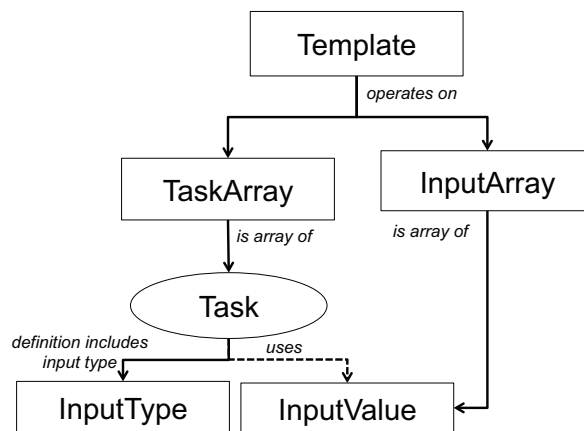 Template
operates on
TaskArray
InputArray
is array of
is array of
Task
definition includes
input type
uses
InputType
InputValue